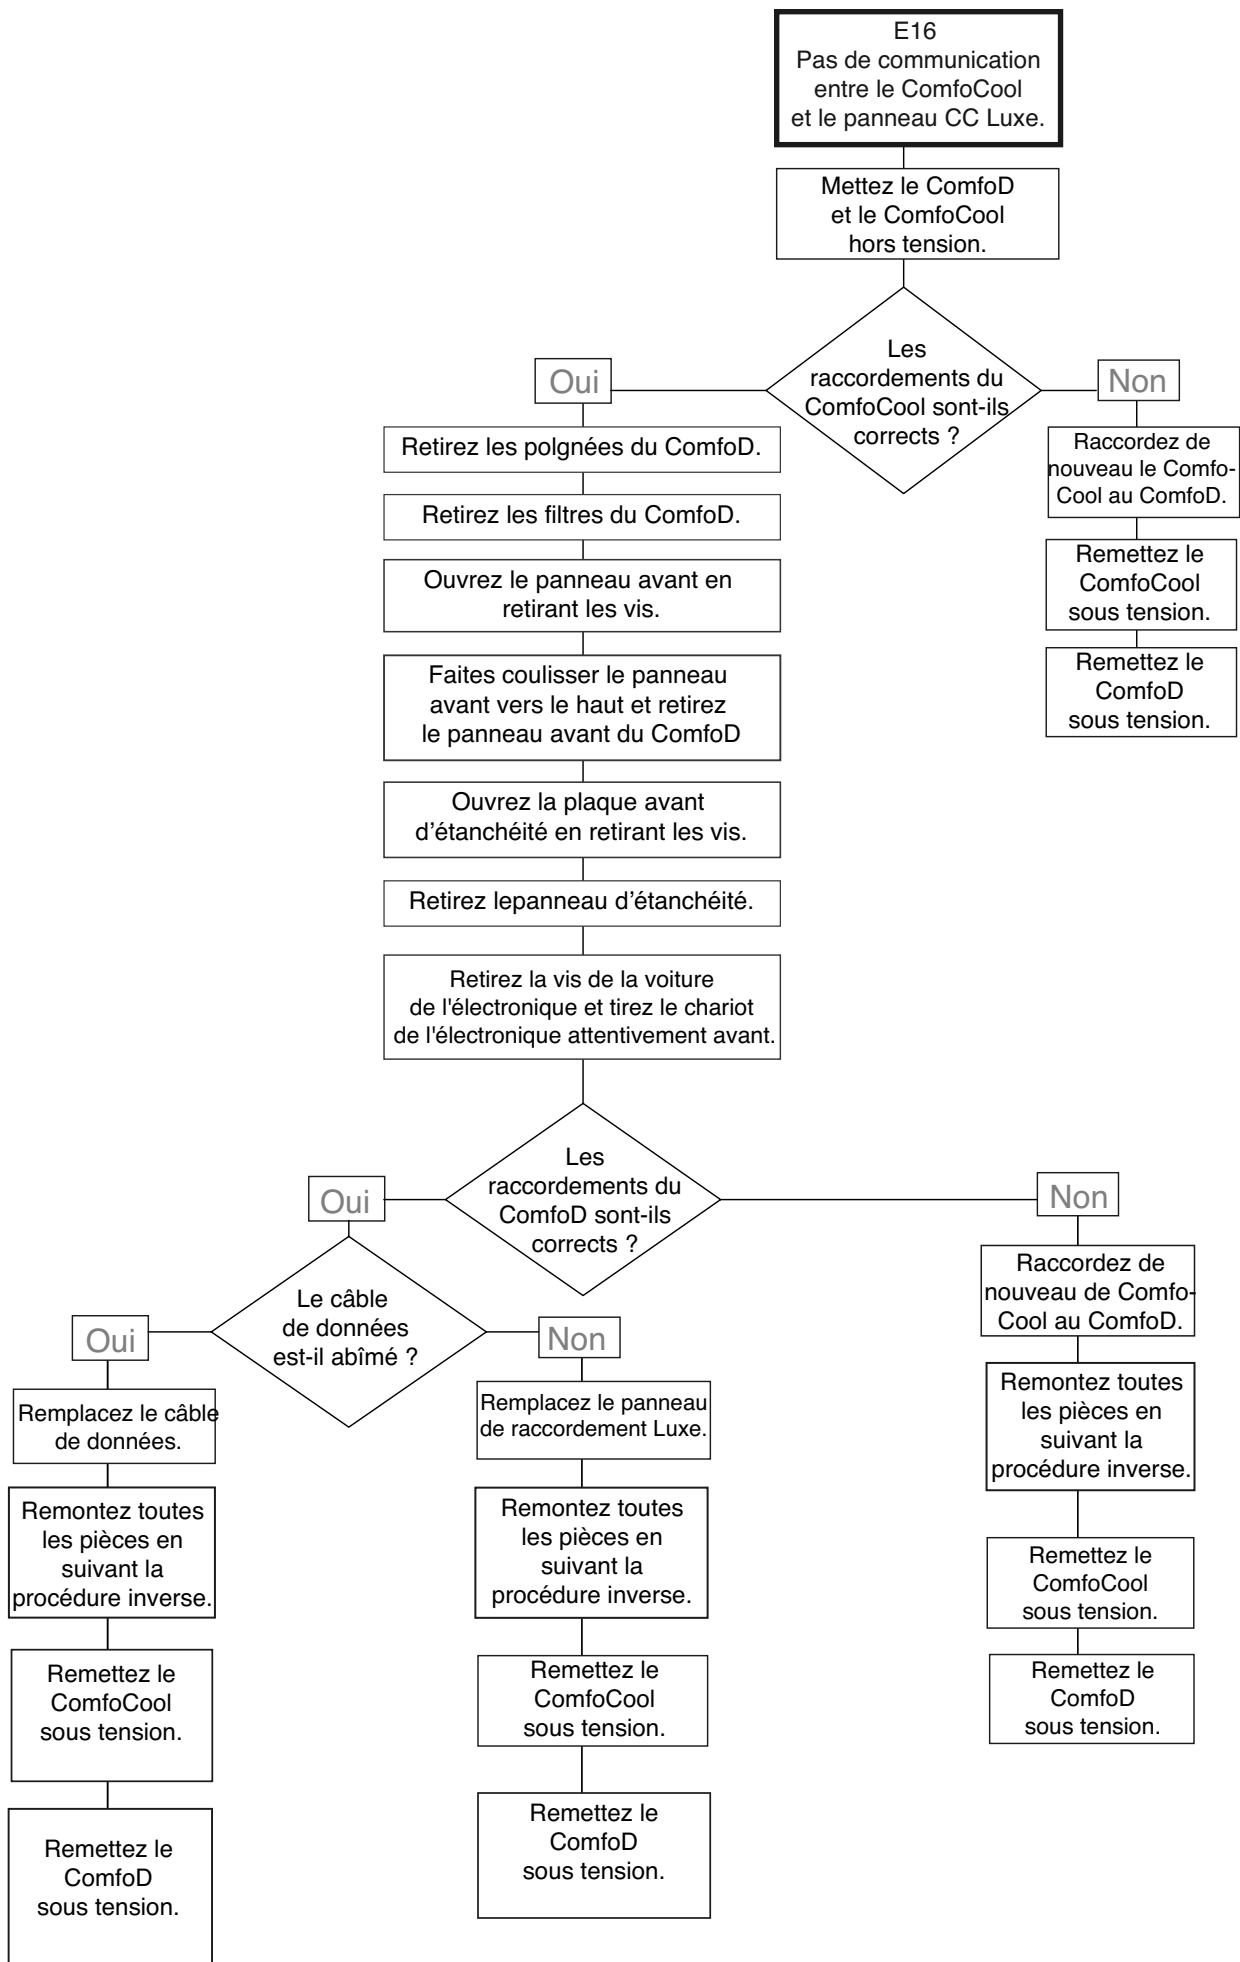 E16
Pas de communication
entre le ComfoCool
et le panneau CC Luxe.
Mettez le ComfoD
et le ComfoCool
hors tension.
Les
raccordements du
ComfoCool sont-ils
corrects ?
Oui
Non
Retirez les polgnées du ComfoD.
Retirez les filtres du ComfoD.
Ouvrez le panneau avant en
retirant les vis.
Faites coulisser le panneau
avant vers le haut et retirez
le panneau avant du ComfoD
Ouvrez la plaque avant
d'étanchéité en retirant les vis.
Retirez lepanneau d'étanchéité.
Retirez la vis de la voiture
de l'électronique et tirez le chariot
de l'électronique attentivement avant.
Raccordez de
nouveau le Comfo-
Cool au ComfoD.
Remettez le
ComfoCool
sous tension.
Remettez le
ComfoD
sous tension.
Les
raccordements du
ComfoD sont-ils
corrects ?
Oui
Non
Le câble
de données
est-il abîmé ?
Oui
Non
Remplacez le câble
de données.
Remontez toutes
les pièces en
suivant la
procédure inverse.
Remettez le
ComfoCool
sous tension.
Remettez le
ComfoD
sous tension.
Remplacez le panneau
de raccordement Luxe.
Remontez toutes
les pièces en
suivant la
procédure inverse.
Remettez le
ComfoCool
sous tension.
Remettez le
ComfoD
sous tension.
Raccordez de
nouveau de Comfo-
Cool au ComfoD.
Remontez toutes
les pièces en
suivant la
procédure inverse.
Remettez le
ComfoCool
sous tension.
Remettez le
ComfoD
sous tension.